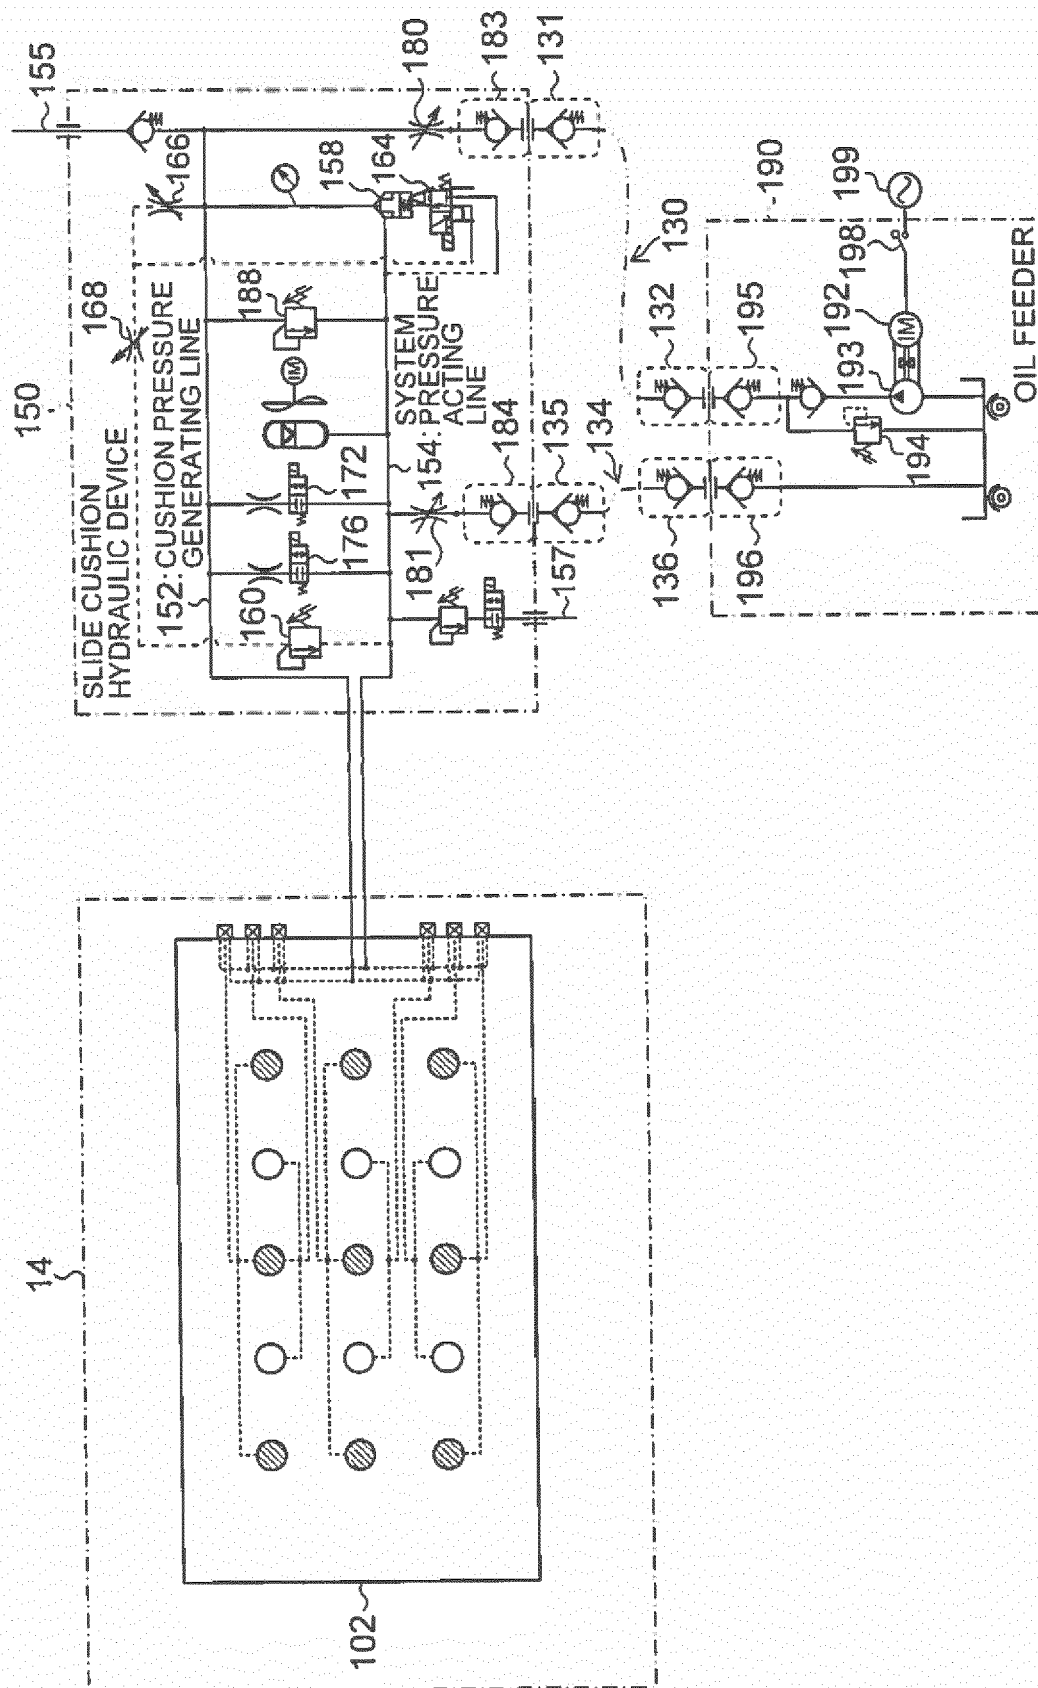 150
SLIDE CUSHION
HYDRAULIC DEVICE
168
152: CUSHION PRESSURE
GENERATING LINE
166
155
180
183
131
158
164
188
160
176
172
154: SYSTEM
PRESSURE
ACTING
LINE
181
184
135
134
157
130
132
195
136
196
190
199
198
192
IM
IM
193
194
OIL FEEDER
14
102